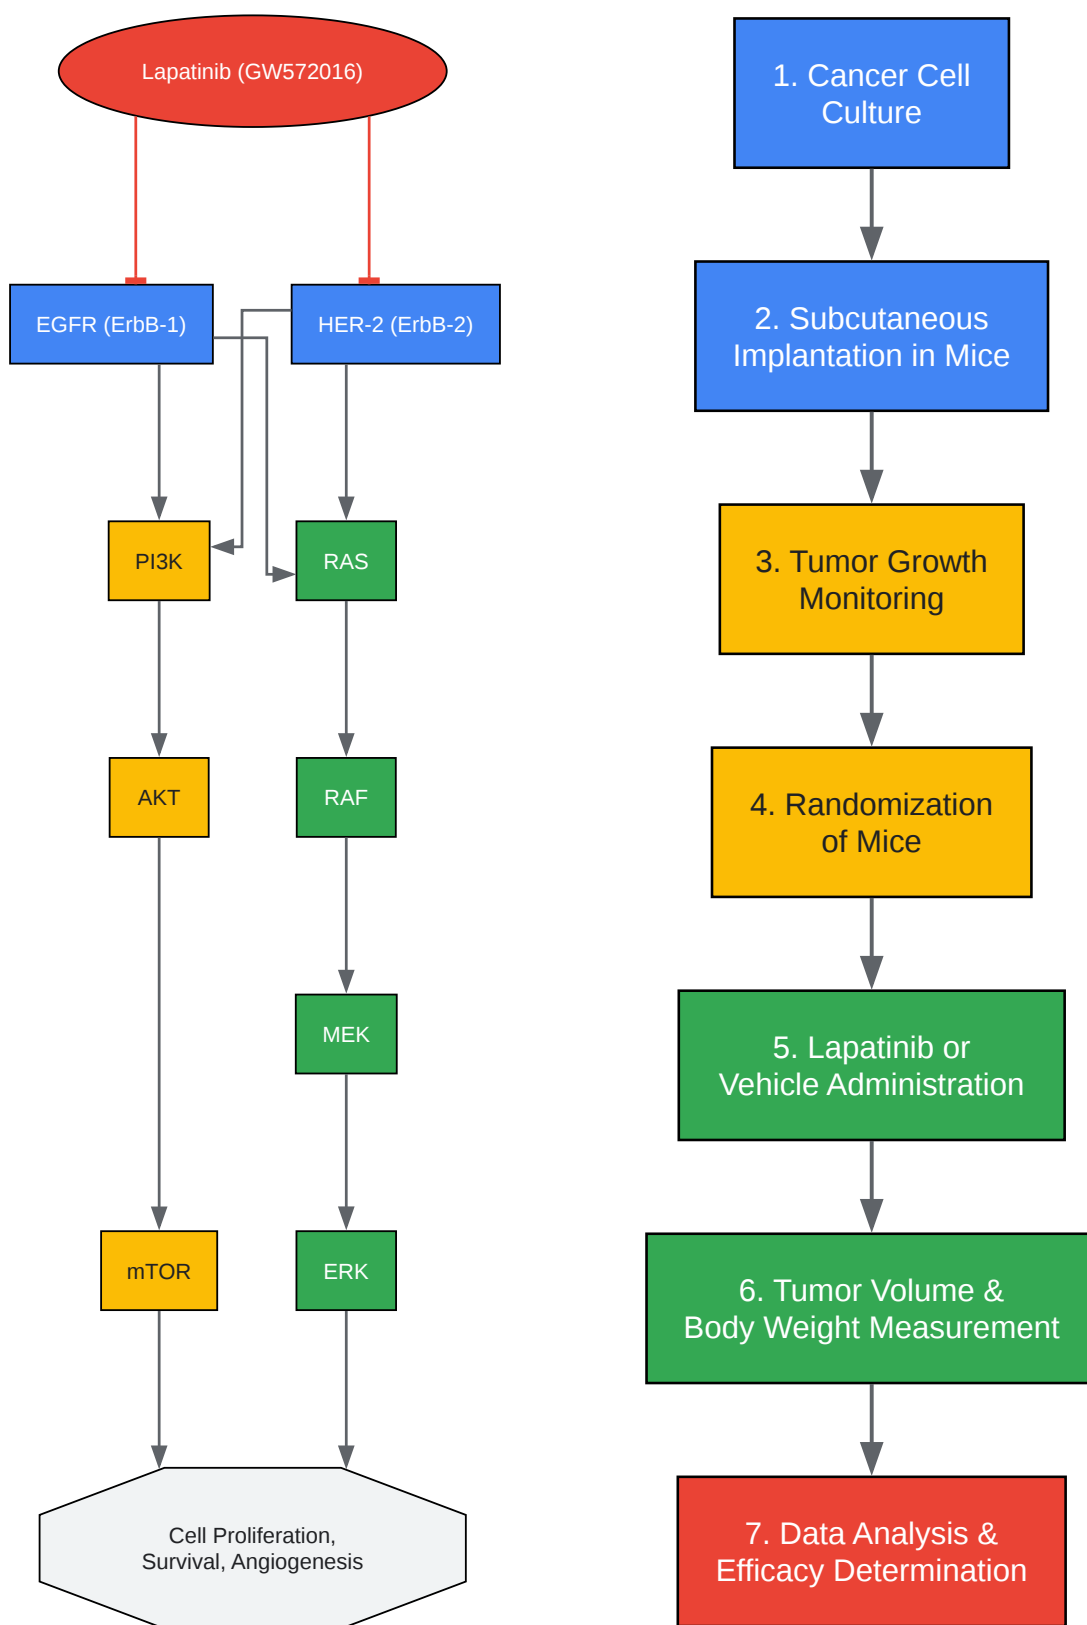 Lapatinib (GW572016)
EGFR (ErbB-1)
HER-2 (ErbB-2)
PI3K
RAS
AKT
RAF
MEK
mTOR
ERK
Cell Proliferation,
Survival, Angiogenesis
1. Cancer Cell
Culture
2. Subcutaneous
Implantation in Mice
3. Tumor Growth
Monitoring
4. Randomization
of Mice
5. Lapatinib or
Vehicle Administration
6. Tumor Volume &
Body Weight Measurement
7. Data Analysis &
Efficacy Determination